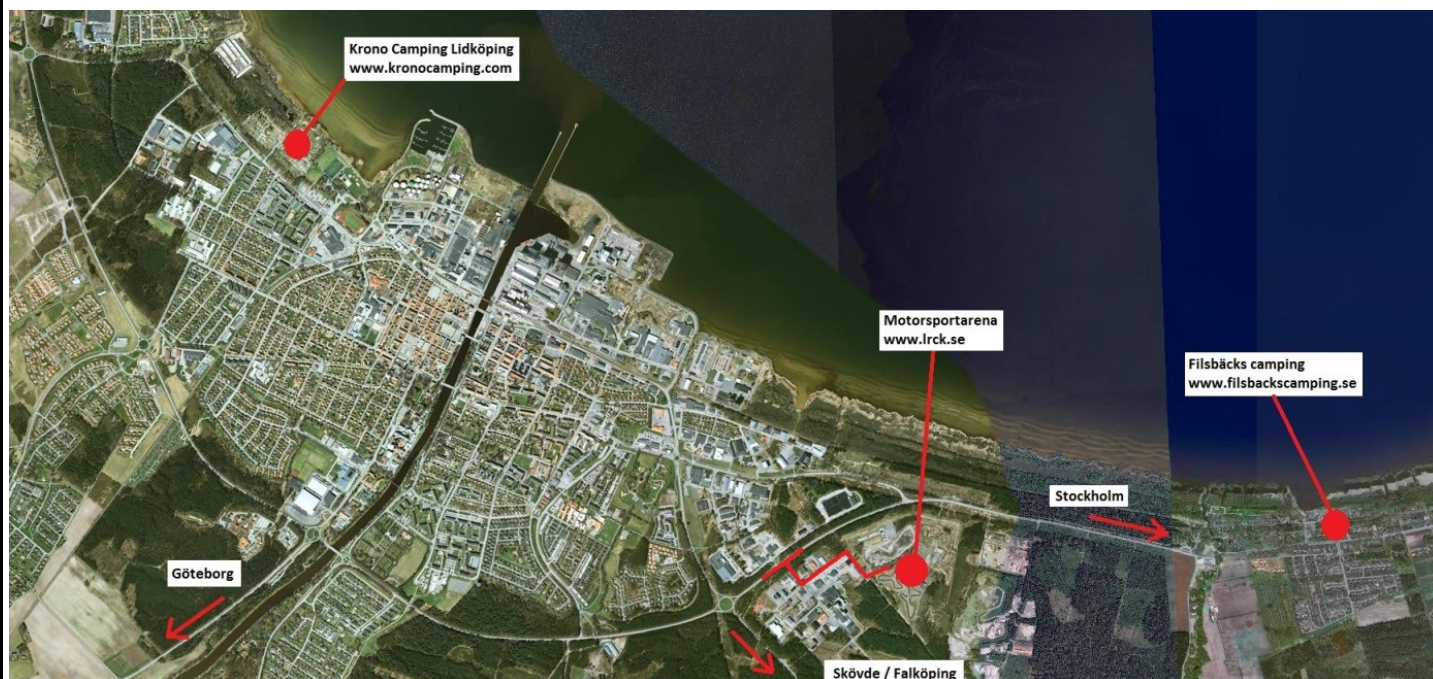 Krono Camping Lidköping
www.kronocamping.com
Motorsportarena
www.lrck.se
Filsbäcks camping
www.filsbackscamping.se
Stockholm
Göteborg
Skövde / Falköping